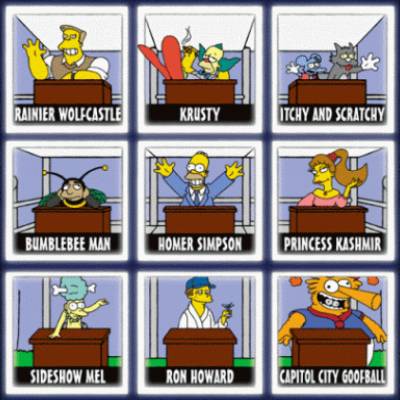 RAINIER WOLFCASTLE
KRUSTY
ITCHY AND SCRATCHY
BUMBLEBEE MAN
HOMER SIMPSON
PRINCESS KASHMIR
SIDESHOW MEL
RON HOWARD
CAPITOL CITY GOOFBALL